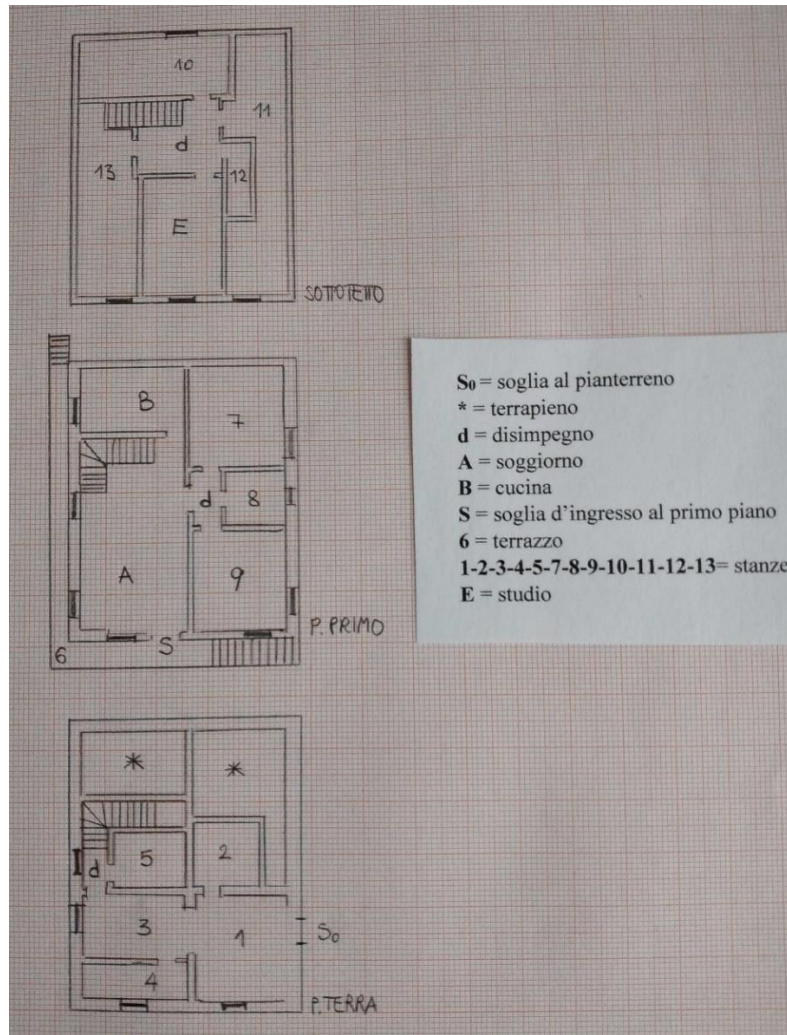 10
11
d
13
12
E
SOTTOTETTO
B
7
d
8
A
9
P. PRIMO
S
6
*
*
5
2
d
3
1
S₀
4
P. TERRA
S₀ = soglia al pianterreno
* = terrapieno
d = disimpegno
A = soggiorno
B = cucina
S = soglia d’ingresso al primo piano
6 = terrazzo
1-2-3-4-5-7-8-9-10-11-12-13= stanze
E = studio